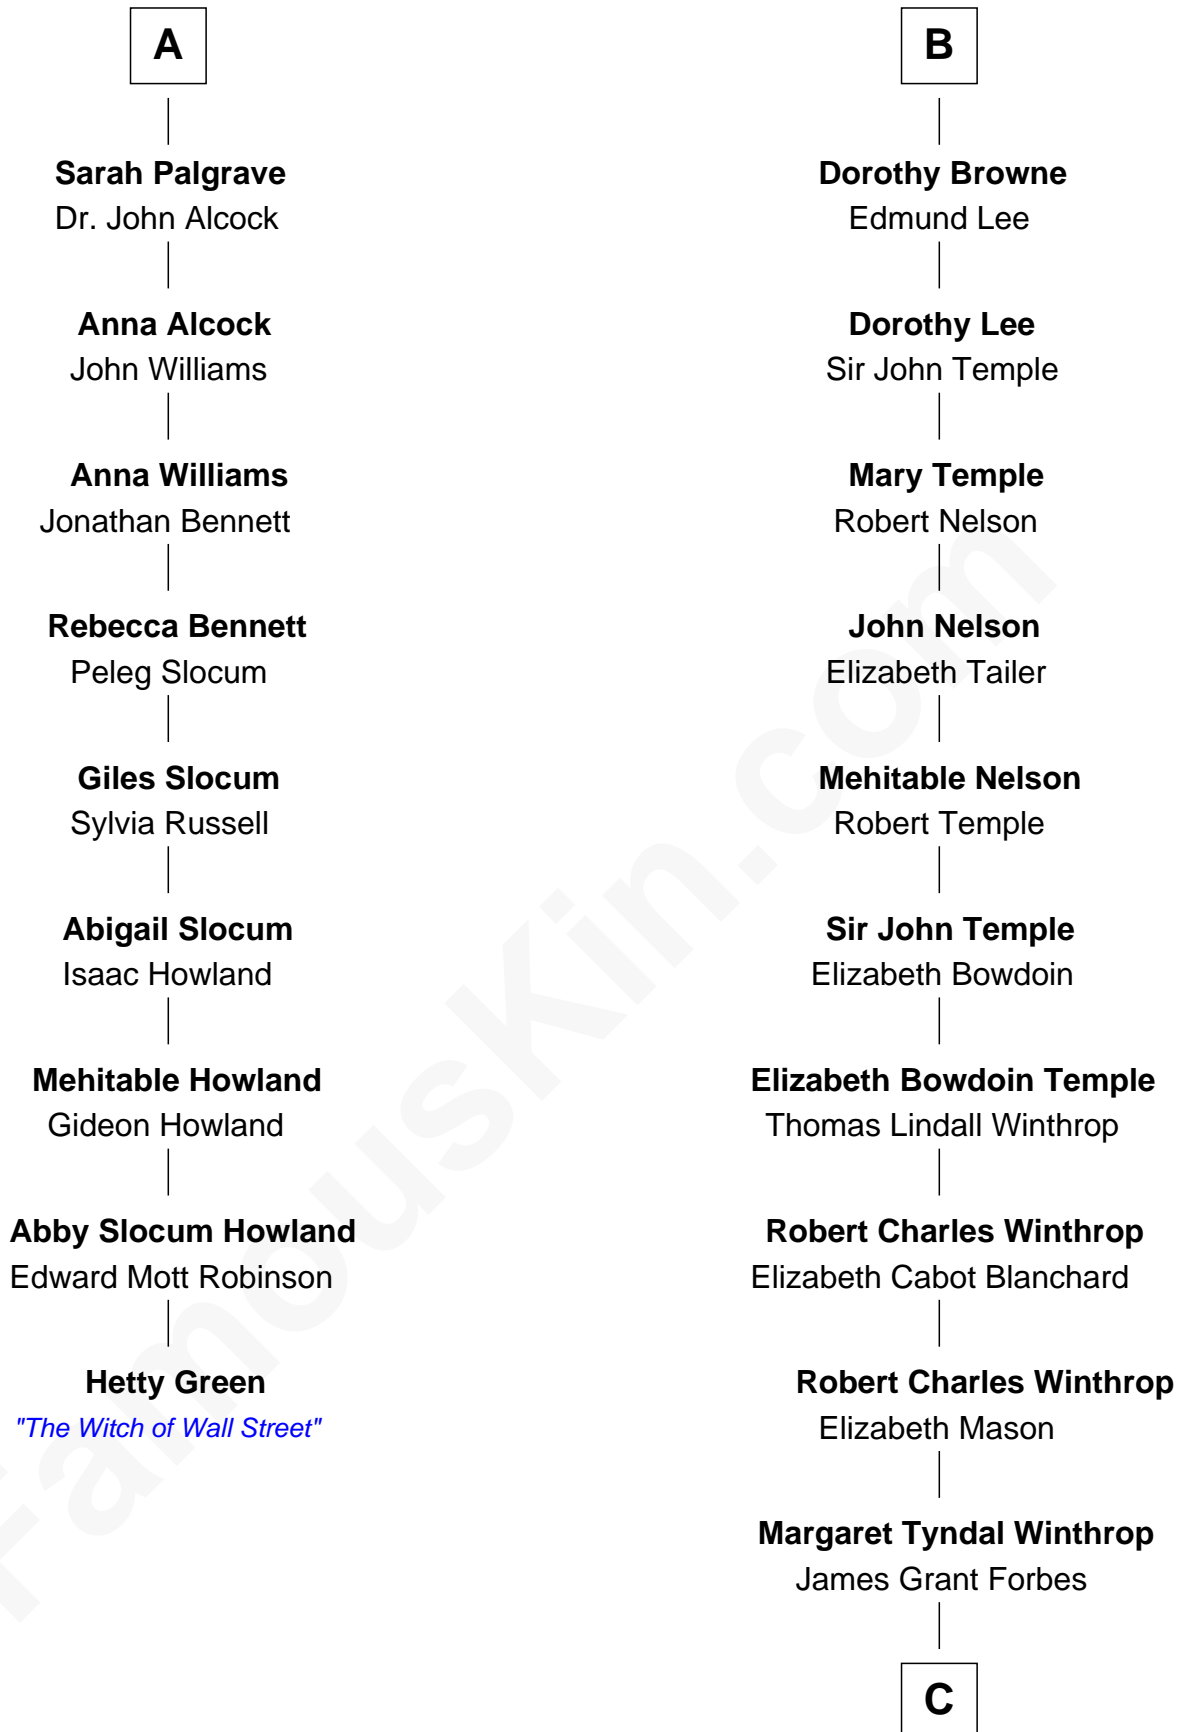 A
Sarah Palgrave
Dr. John Alcock
Anna Alcock
John Williams
Anna Williams
Jonathan Bennett
Rebecca Bennett
Peleg Slocum
Giles Slocum
Sylvia Russell
Abigail Slocum
Isaac Howland
Mehitable Howland
Gideon Howland
Abby Slocum Howland
Edward Mott Robinson
Hetty Green
"The Witch of Wall Street"
B
Dorothy Browne
Edmund Lee
Dorothy Lee
Sir John Temple
Mary Temple
Robert Nelson
John Nelson
Elizabeth Tailer
Mehitable Nelson
Robert Temple
Sir John Temple
Elizabeth Bowdoin
Elizabeth Bowdoin Temple
Thomas Lindall Winthrop
Robert Charles Winthrop
Elizabeth Cabot Blanchard
Robert Charles Winthrop
Elizabeth Mason
Margaret Tyndal Winthrop
James Grant Forbes
C
FamousKin.com